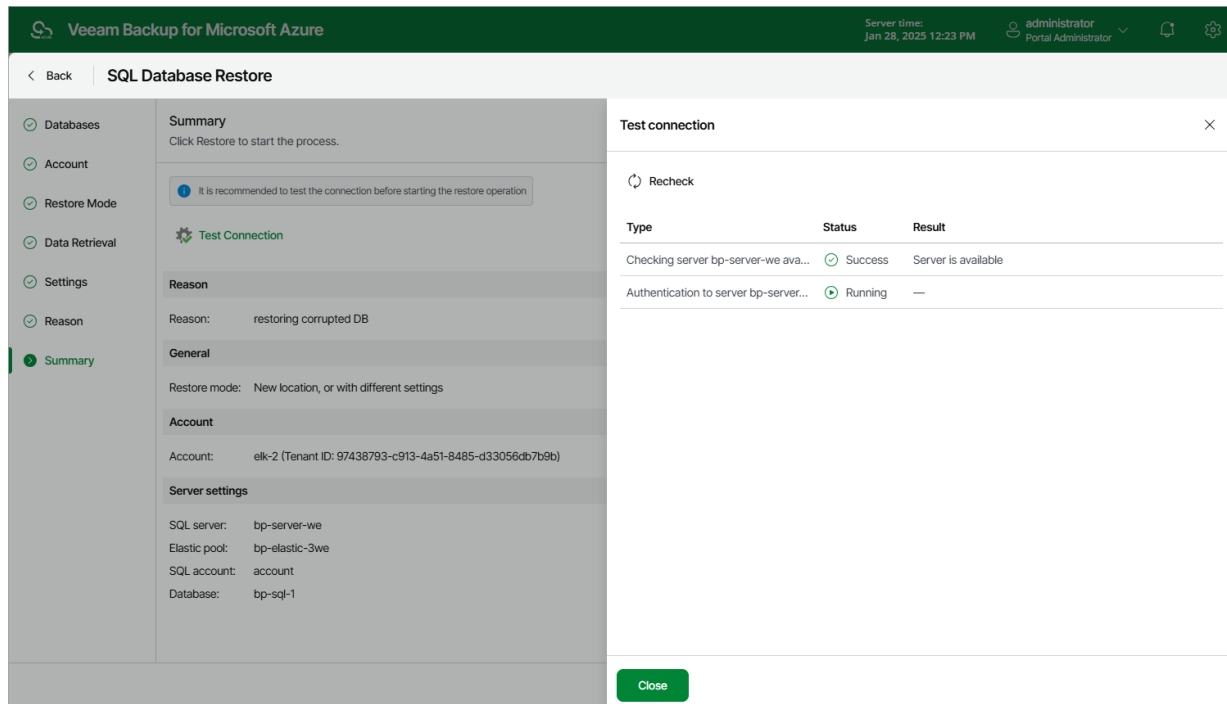 Veeam Backup for Microsoft Azure
Server time:
Jan 28, 2025 12:23 PM
administrator
Portal Administrator
Back
SQL Database Restore
Databases
Account
Restore Mode
Data Retrieval
Settings
Reason
Summary
Summary
Click Restore to start the process.
It is recommended to test the connection before starting the restore operation
Test Connection
Reason
Reason: restoring corrupted DB
General
Restore mode: New location, or with different settings
Account
Account: elk-2 (Tenant ID: 97438793-c913-4a51-8485-d33056db7b9b)
Server settings
SQL server: bp-server-we
Elastic pool: bp-elastic-3we
SQL account: account
Database: bp-sql-1
Test connection
Recheck
Type Status Result
Checking server bp-server-we ava... Success Server is available
Authentication to server bp-server... Running —
Close